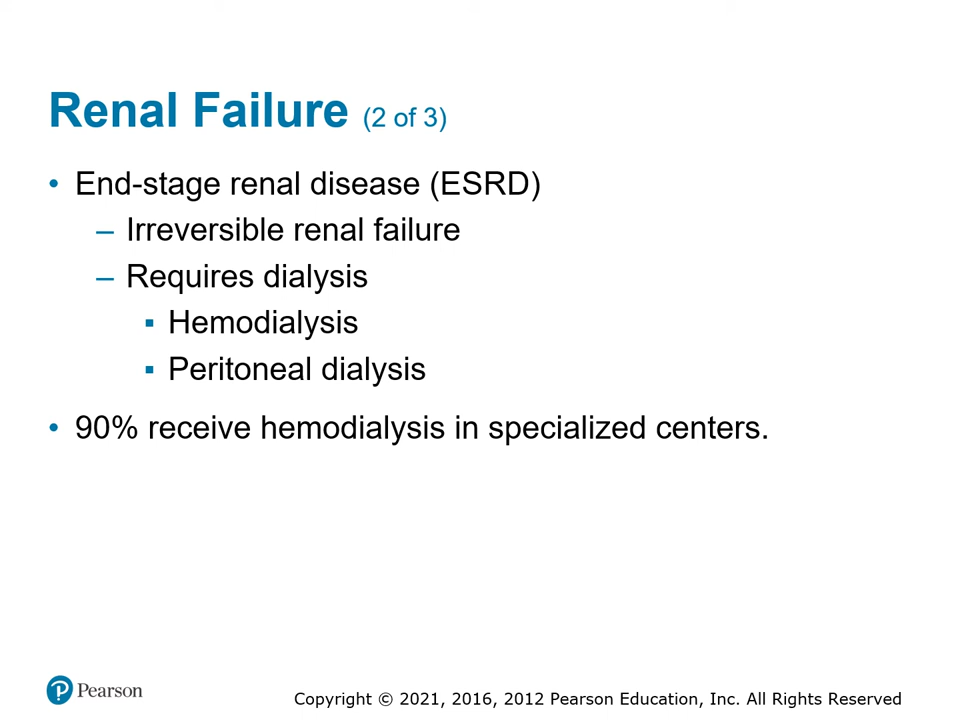 Renal Failure (2 of 3)
• End-stage renal disease (ESRD)
– Irreversible renal failure
– Requires dialysis
▪ Hemodialysis
▪ Peritoneal dialysis
• 90% receive hemodialysis in specialized centers.
Pearson
Copyright © 2021, 2016, 2012 Pearson Education, Inc. All Rights Reserved